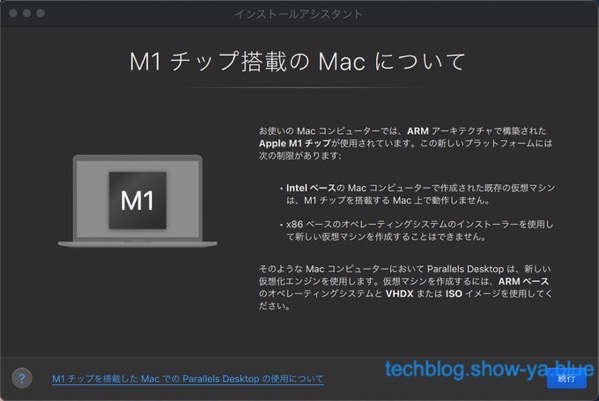 インストールアシスタント
M1 チップ搭載の Mac について
お使いの Mac コンピューターでは、ARM アーキテクチャで構築された
Apple M1 チップが使用されています。この新しいプラットフォームには
次の制限があります:
M1
• Intel ベースの Mac コンピューターで作成された既存の仮想マシン
は、M1 チップを搭載する Mac 上で動作しません。
• x86 ベースのオペレーティングシステムのインストーラーを使用し
て新しい仮想マシンを作成することはできません。
そのような Mac コンピューターにおいて Parallels Desktop は、新しい
仮想化エンジンを使用します。仮想マシンを作成するには、ARM ベース
のオペレーティングシステムと VHDX または ISO イメージを使用してく
ださい。
techblog.show-ya.blue
? M1 チップを搭載した Mac での Parallels Desktop の使用について
続行